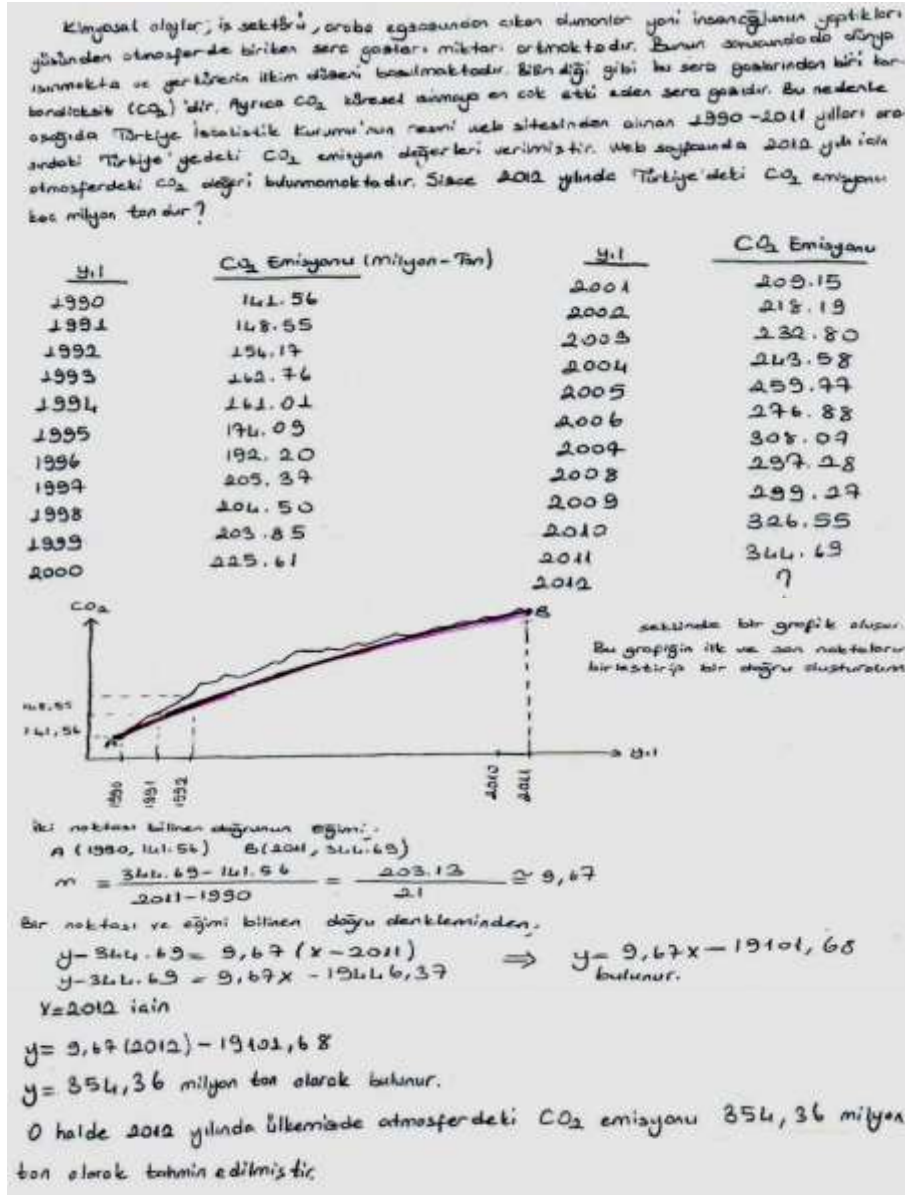 Kimyasal olaylar, iş sektörü, araba egzozundan çıkan dumanlar yani insanoğlunun yaptıkları
yüzünden atmosferde biriken sera gazları miktarı artmaktadır. Bunun sonucunda da dünya
ısınmakta ve yerkürenin iklim düzeni bozulmaktadır. Bilindiği gibi bu sera gazlarından biri kar-
bondioksit (CO₂)'dir. Ayrıca CO₂ küresel ısınmaya en çok etki eden sera gazıdır. Bu nedenle
aşağıda Türkiye İstatistik Kurumu'nun resmi web sitesinden alınan 1990-2011 yılları ara-
sındaki Türkiye'yedeki CO₂ emisyon değerleri verilmiştir. Web sayfasında 2012 yılı için
atmosferdeki CO₂ değeri bulunmamaktadır. Sizce 2012 yılında Türkiye'deki CO₂ emisyonu
kaç milyon tondur?
yıl CO₂ Emisyonu (Milyon-Ton)
1990 141.56
1991 148.55
1992 154.17
1993 162.76
1994 161.01
1995 174.09
1996 192.20
1997 205.37
1998 204.50
1999 203.85
2000 225.61
yıl CO₂ Emisyonu
2001 209.15
2002 218.19
2003 232.80
2004 243.58
2005 259.77
2006 276.88
2007 308.07
2008 297.28
2009 299.27
2010 326.55
2011 344.69
2012 ?
CO₂
B
148,55
141,56
A
1990 1991 1992 2010 2011
yıl
şeklinde bir grafik oluşur.
Bu grafiğin ilk ve son noktaların
birleştirip bir doğru oluşturalım
İki noktası bilinen doğrunun eğimi:
A (1990, 141.56) B(2011, 344.69)
m = (344.69-141.56)/(2011-1990) = 203.13/21 ≅ 9,67
Bir noktası ve eğimi bilinen doğru denkleminden,
y-344.69 = 9,67 (x-2011) ⇒ y= 9,67x-19101,68
y-344.69 = 9,67x - 19446,37 bulunur.
X=2012 için
y= 9,67(2012)-19101,68
y= 354,36 milyon ton olarak bulunur.
O halde 2012 yılında ülkemizde atmosferdeki CO₂ emisyonu 354,36 milyon
ton olarak tahmin edilmiştir.